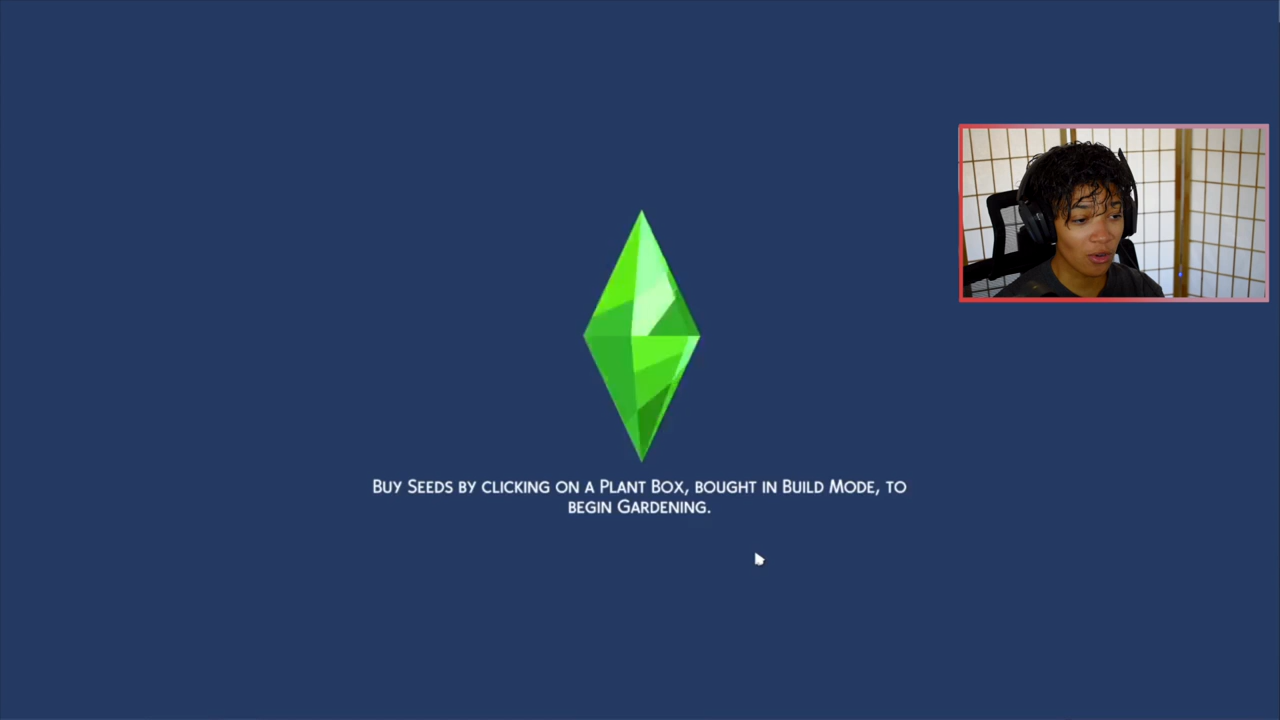 Buy Seeds by clicking on a Plant Box, bought in Build Mode, to
begin Gardening.